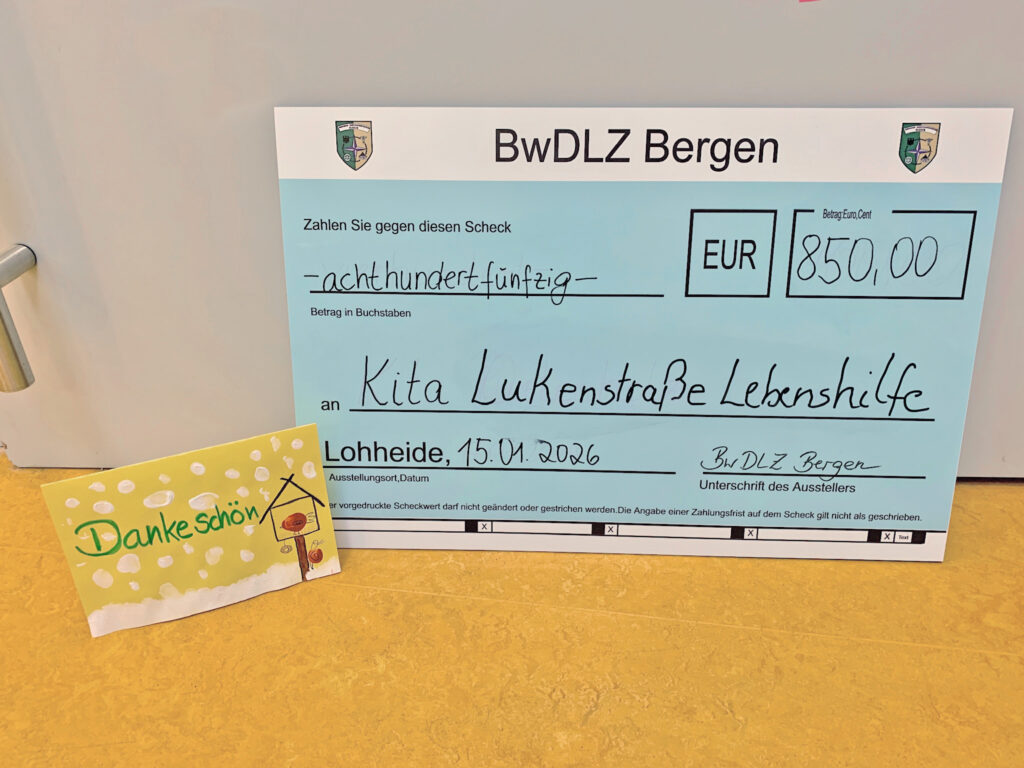 BwDLZ Bergen
Zahlen Sie gegen diesen Scheck
EUR
Betrag:Euro,Cent
850,00
-achthundertfünfzig-
Betrag in Buchstaben
an Kita Lukenstraße Lebenshilfe
Lohheide, 15.01.2026
BwDLZ Bergen
Ausstellungsort,Datum
Unterschrift des Ausstellers
er vorgedruckte Scheckwert darf nicht geändert oder gestrichen werden.Die Angabe einer Zahlungsfrist auf dem Scheck gilt nicht als geschrieben.
X X X X Text
Dankeschön